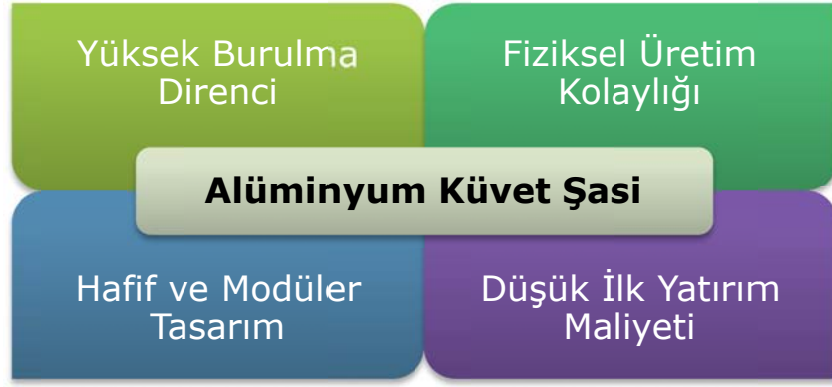 Yüksek Burulma
Direnci
Fiziksel Üretim
Kolaylığı
Alüminyum Küvet Şasi
Hafif ve Modüler
Tasarım
Düşük İlk Yatırım
Maliyeti